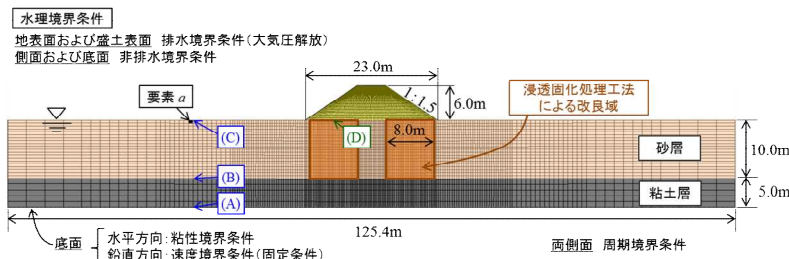 水理境界条件
地表面および盛土表面 排水境界条件(大気圧解放)
側面および底面 非排水境界条件
23.0m
要素 a
1:1.5
6.0m
浸透固化処理工法
による改良域
(C)
(D)
8.0m
砂層
10.0m
(B)
粘土層
5.0m
(A)
125.4m
底面
水平方向:粘性境界条件
鉛直方向:速度境界条件(固定条件)
両側面 周期境界条件